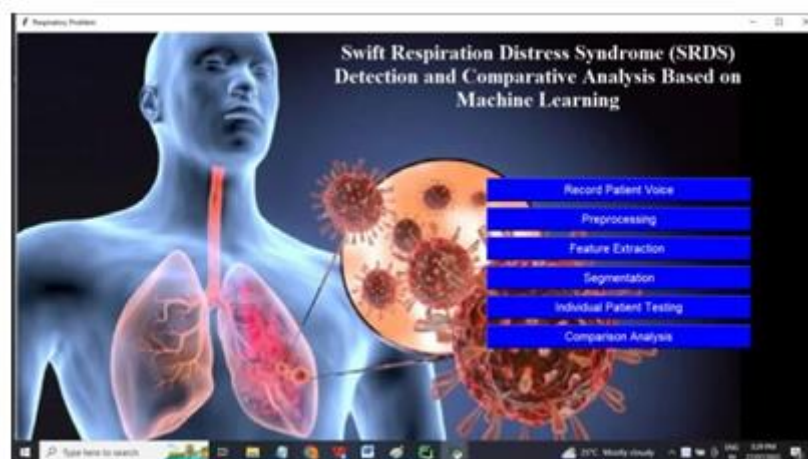 Respiratory Problem
Swift Respiration Distress Syndrome (SRDS)
Detection and Comparative Analysis Based on
Machine Learning
Record Patient Voice
Preprocessing
Feature Extraction
Segmentation
Individual Patient Testing
Comparison Analysis
Type here to search
Mostly cloudy
ENG